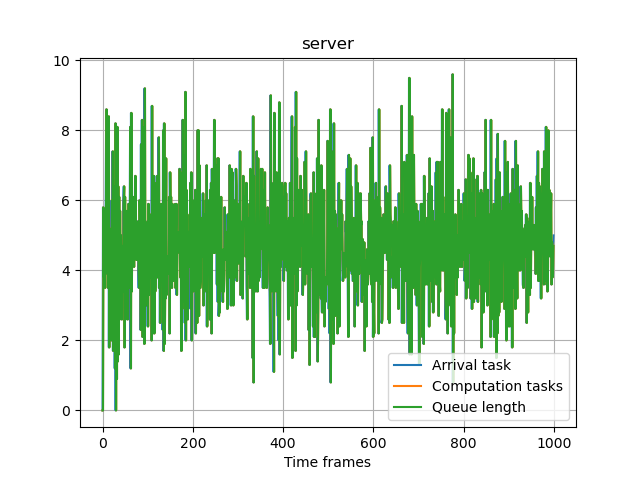 server
10
8
6
4
2
0
0 200 400 600 800 1000
Time frames
Arrival task
Computation tasks
Queue length